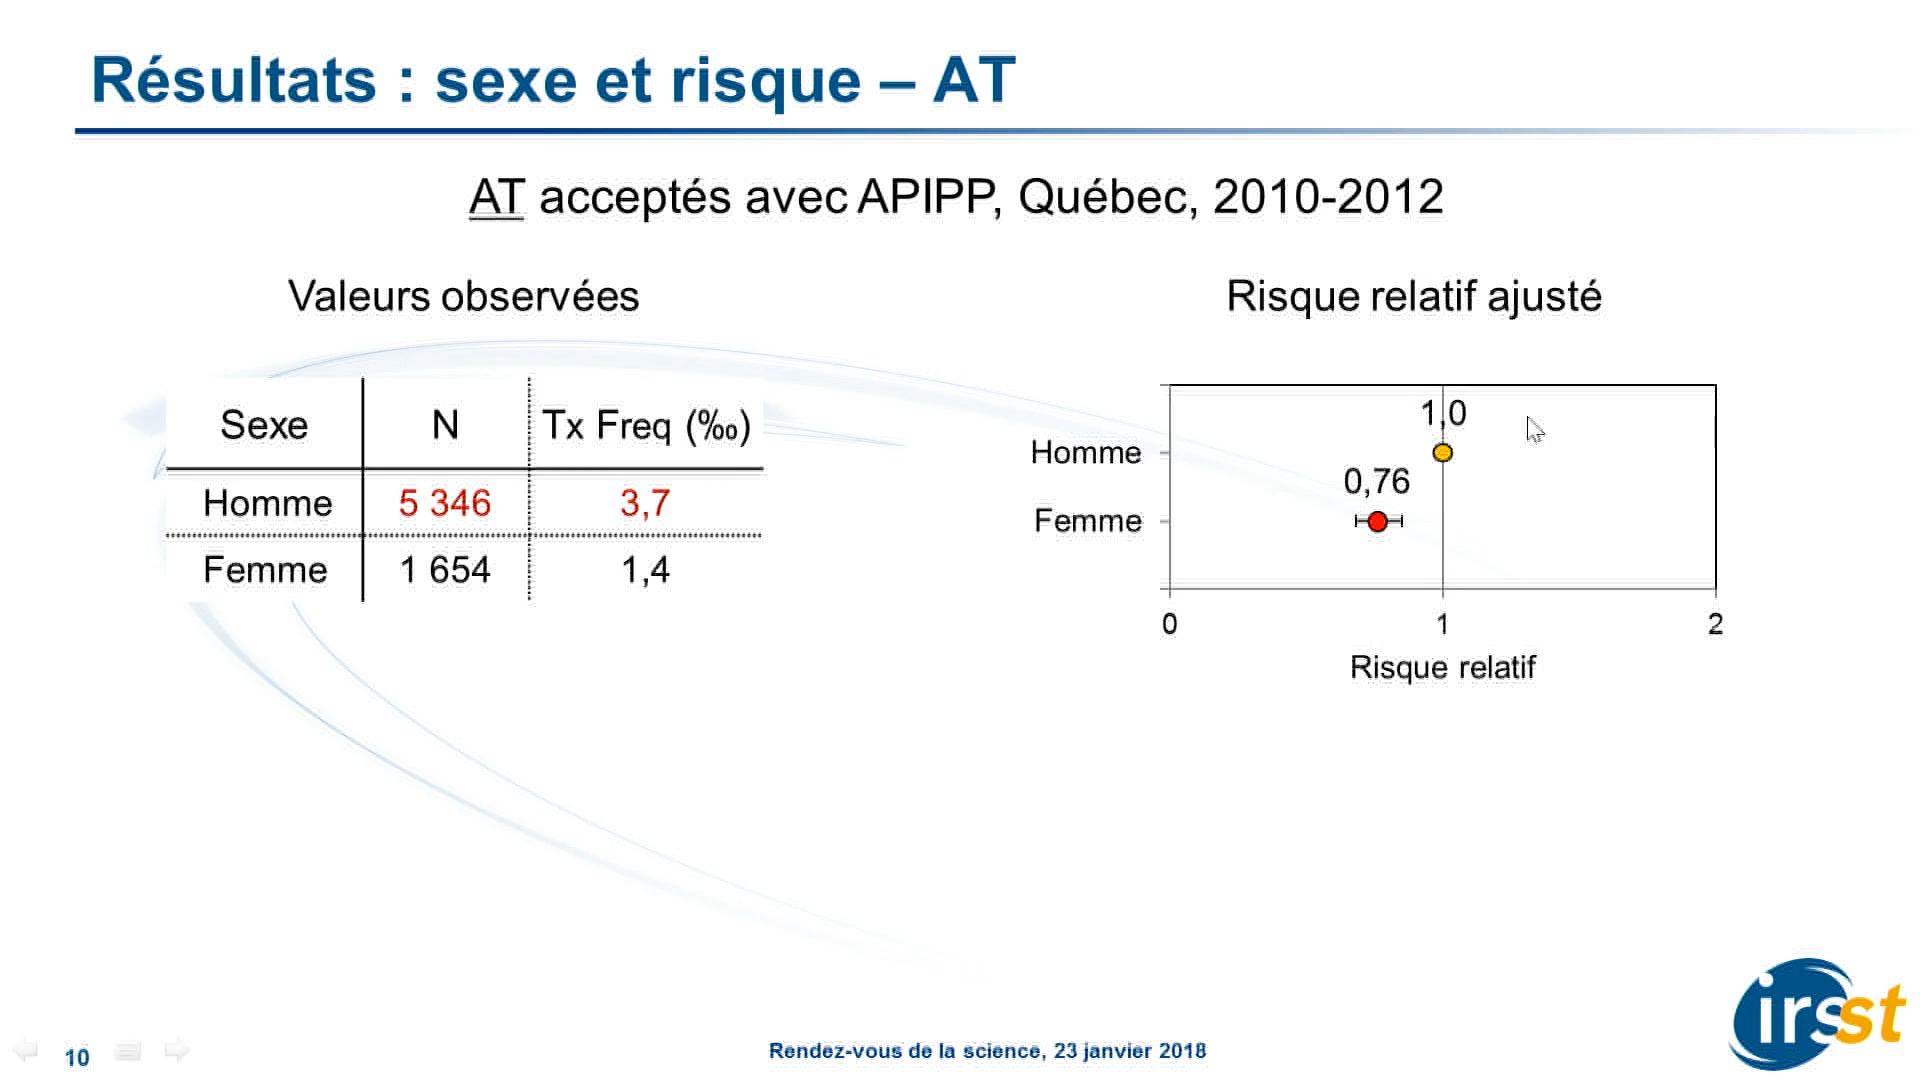 Résultats : sexe et risque – AT
AT acceptés avec APIPP, Québec, 2010-2012
Valeurs observées
Sexe N Tx Freq (‰)
Homme 5 346 3,7
Femme 1 654 1,4
Risque relatif ajusté
1,0
Homme
0,76
Femme
0 1 2
Risque relatif
10
Rendez-vous de la science, 23 janvier 2018
irsst